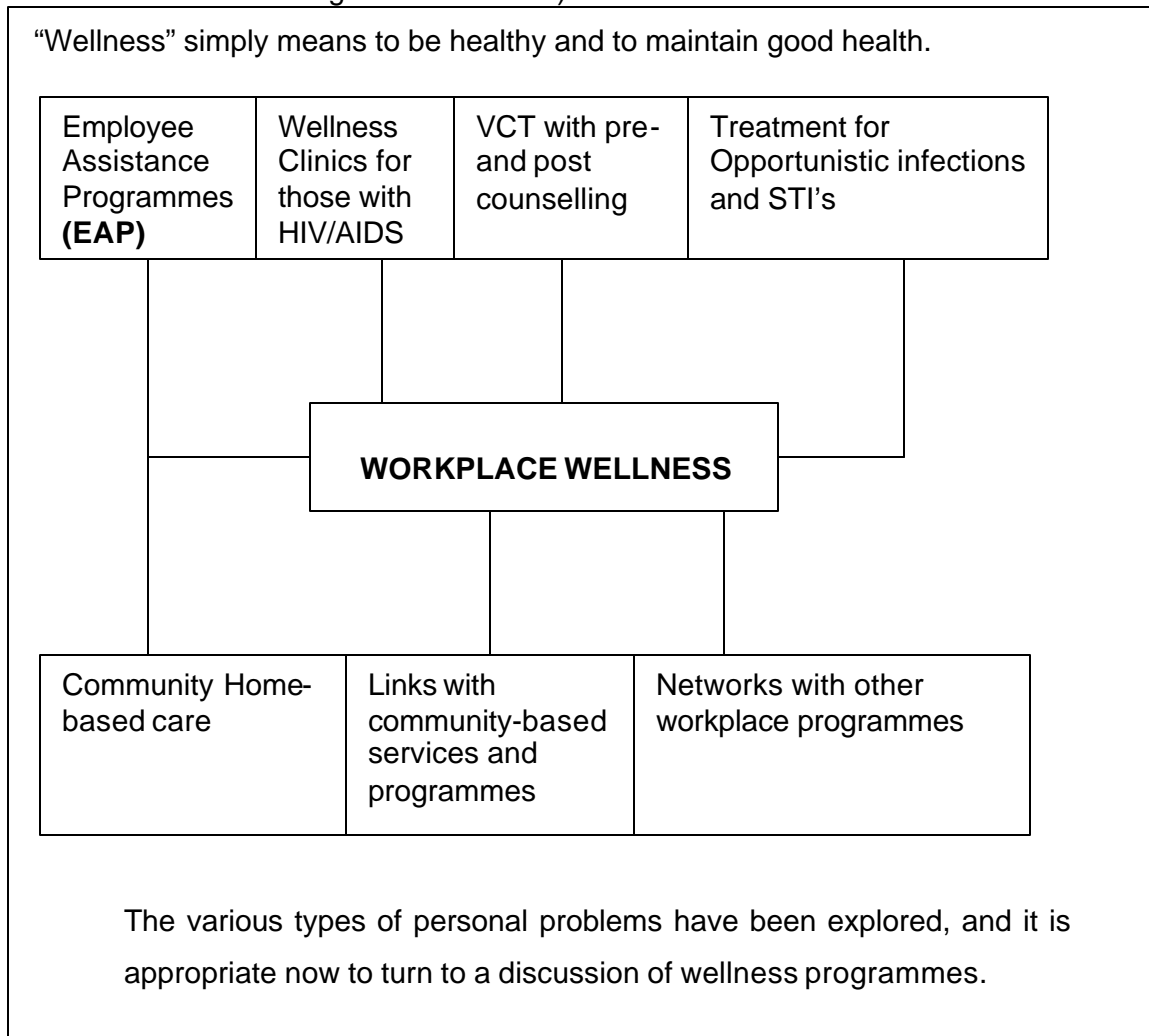 “Wellness” simply means to be healthy and to maintain good health.
Employee
Assistance
Programmes
(EAP)
Wellness
Clinics for
those with
HIV/AIDS
VCT with pre-
and post
counselling
Treatment for
Opportunistic infections
and STI's
WORKPLACE WELLNESS
Community Home-
based care
Links with
community-based
services and
programmes
Networks with other
workplace programmes
The various types of personal problems have been explored, and it is
appropriate now to turn to a discussion of wellness programmes.